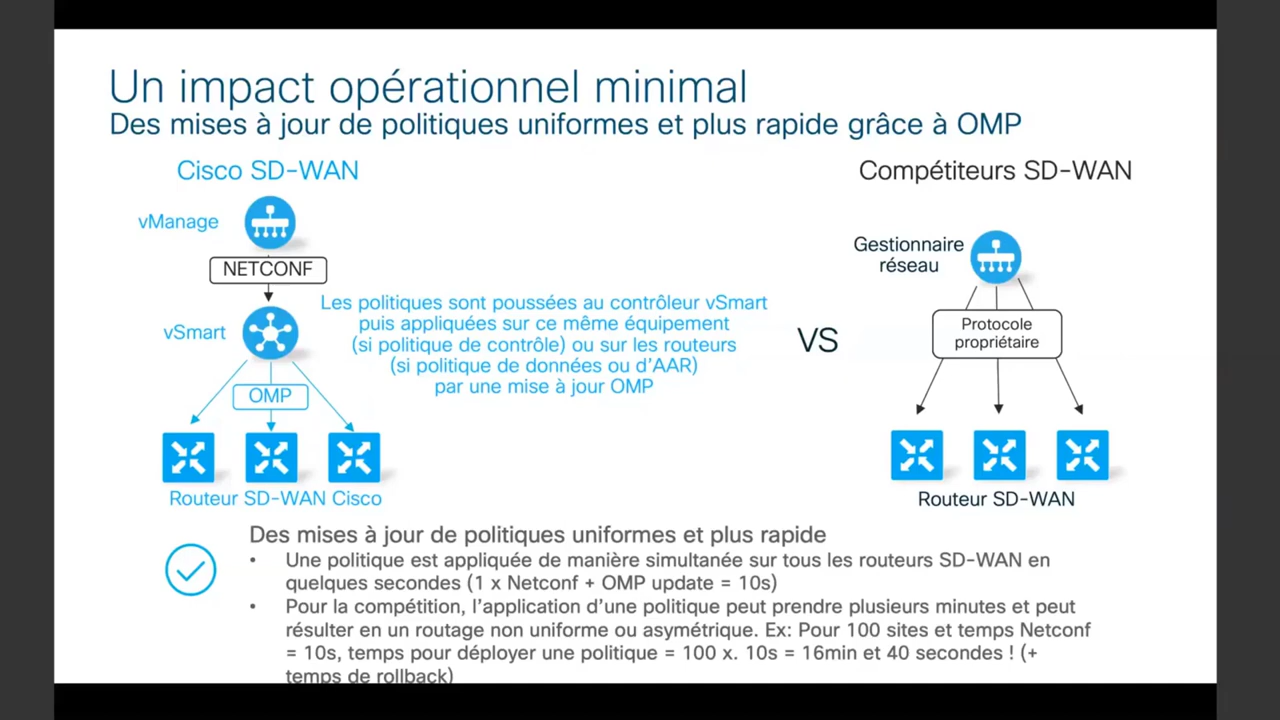 Un impact opérationnel minimal
Des mises à jour de politiques uniformes et plus rapide grâce à OMP
Cisco SD-WAN
vManage
NETCONF
vSmart
OMP
Routeur SD-WAN Cisco
Les politiques sont poussées au contrôleur vSmart
puis appliquées sur ce même équipement
(si politique de contrôle) ou sur les routeurs
(si politique de données ou d'AAR)
par une mise à jour OMP
VS
Compétiteurs SD-WAN
Gestionnaire
réseau
Protocole
propriétaire
Routeur SD-WAN
Des mises à jour de politiques uniformes et plus rapide
• Une politique est appliquée de manière simultanée sur tous les routeurs SD-WAN en
quelques secondes (1 x Netconf + OMP update = 10s)
• Pour la compétition, l'application d'une politique peut prendre plusieurs minutes et peut
résulter en un routage non uniforme ou asymétrique. Ex: Pour 100 sites et temps Netconf
= 10s, temps pour déployer une politique = 100 x. 10s = 16min et 40 secondes ! (+
temps de rollback)